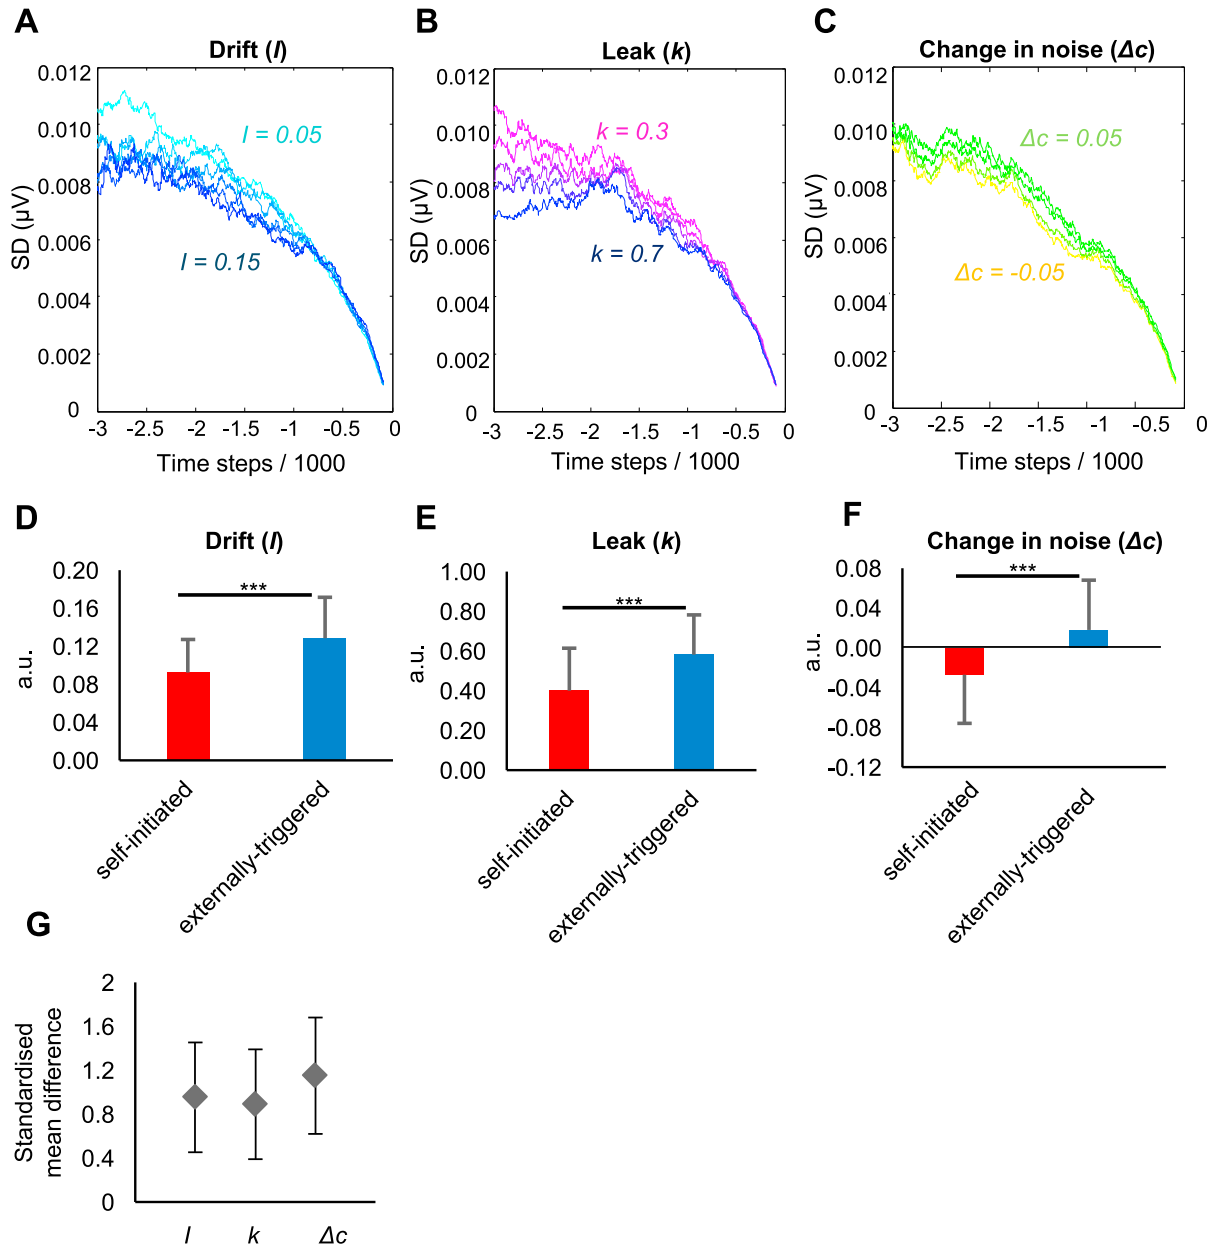 A
Drift (I)
0.012
0.010
0.008
0.006
0.004
0.002
0
SD (µV)
I = 0.05
I = 0.15
-3 -2.5 -2 -1.5 -1 -0.5 0
Time steps / 1000
B
Leak (k)
0.012
0.010
0.008
0.006
0.004
0.002
0
SD (µV)
k = 0.3
k = 0.7
-3 -2.5 -2 -1.5 -1 -0.5 0
Time steps / 1000
C
Change in noise (Δc)
0.012
0.010
0.008
0.006
0.004
0.002
0
SD (µV)
Δc = 0.05
Δc = -0.05
-3 -2.5 -2 -1.5 -1 -0.5 0
Time steps / 1000
D
Drift (I)
0.20
0.16
0.12
0.08
0.04
0.00
a.u.
***
self-initiated
externally-triggered
E
Leak (k)
1.00
0.80
0.60
0.40
0.20
0.00
a.u.
***
self-initiated
externally-triggered
F
Change in noise (Δc)
0.08
0.04
0.00
-0.04
-0.08
-0.12
a.u.
***
self-initiated
externally-triggered
G
2
1.6
1.2
0.8
0.4
0
Standardised
mean difference
I k Δc